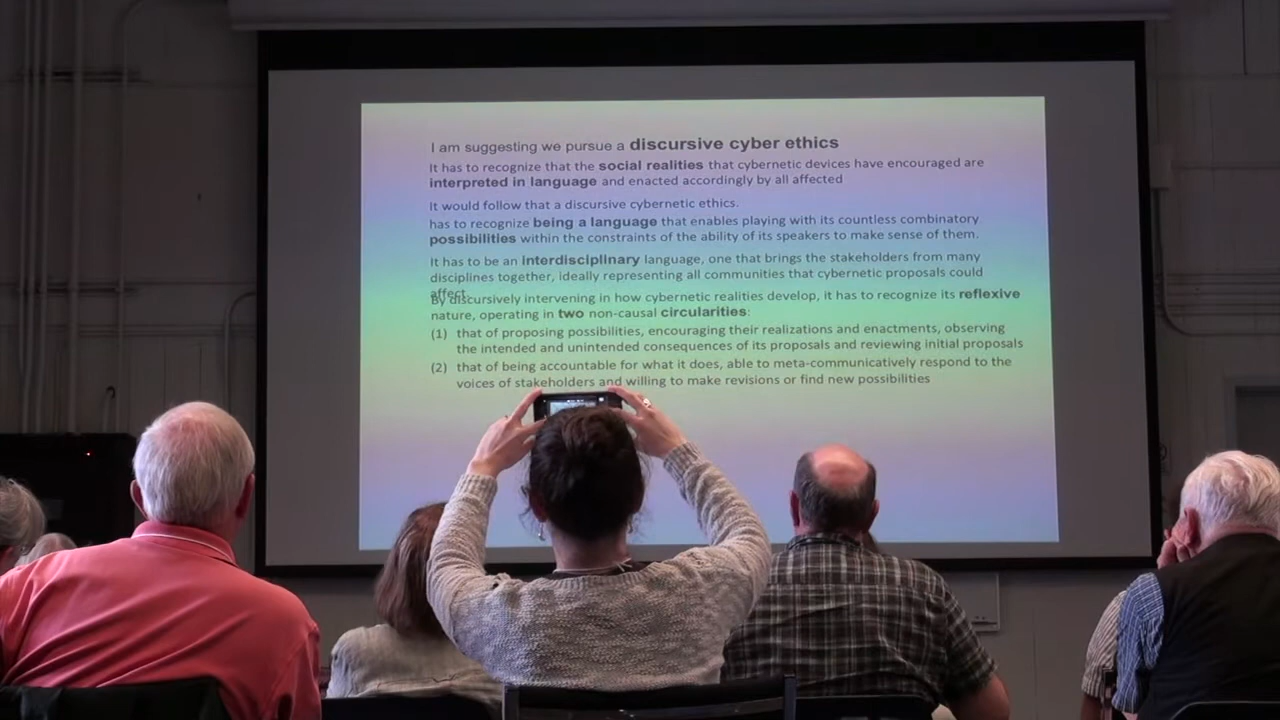 I am suggesting we pursue a discursive cyber ethics
It has to recognize that the social realities that cybernetic devices have encouraged are
interpreted in language and enacted accordingly by all affected
It would follow that a discursive cybernetic ethics.
has to recognize being a language that enables playing with its countless combinatory
possibilities within the constraints of the ability of its speakers to make sense of them.
It has to be an interdisciplinary language, one that brings the stakeholders from many
disciplines together, ideally representing all communities that cybernetic proposals could
affect.
By discursively intervening in how cybernetic realities develop, it has to recognize its reflexive
nature, operating in two non-causal circularities:
(1) that of proposing possibilities, encouraging their realizations and enactments, observing
the intended and unintended consequences of its proposals and reviewing initial proposals
(2) that of being accountable for what it does, able to meta-communicatively respond to the
voices of stakeholders and willing to make revisions or find new possibilities